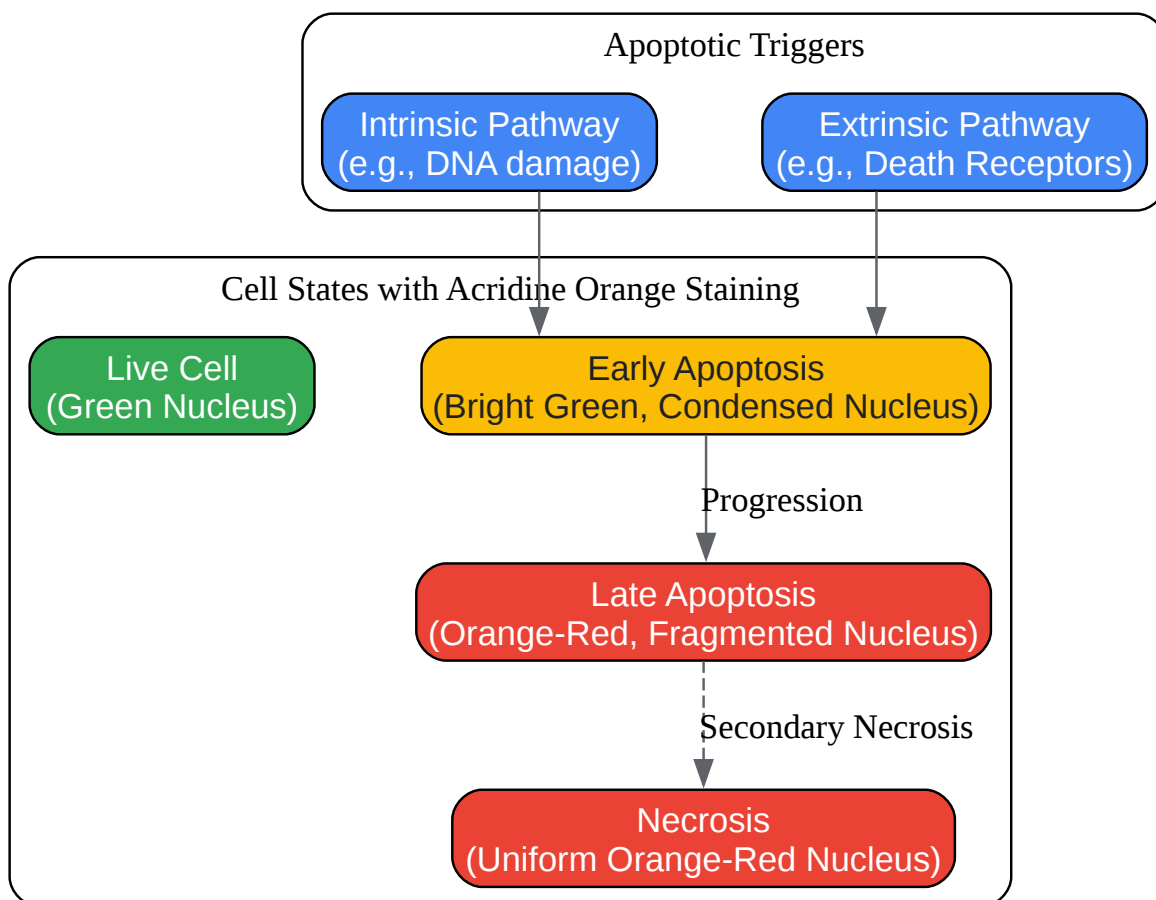 Apoptotic Triggers
Intrinsic Pathway
(e.g., DNA damage)
Extrinsic Pathway
(e.g., Death Receptors)
Cell States with Acridine Orange Staining
Live Cell
(Green Nucleus)
Early Apoptosis
(Bright Green, Condensed Nucleus)
Progression
Late Apoptosis
(Orange-Red, Fragmented Nucleus)
Secondary Necrosis
Necrosis
(Uniform Orange-Red Nucleus)